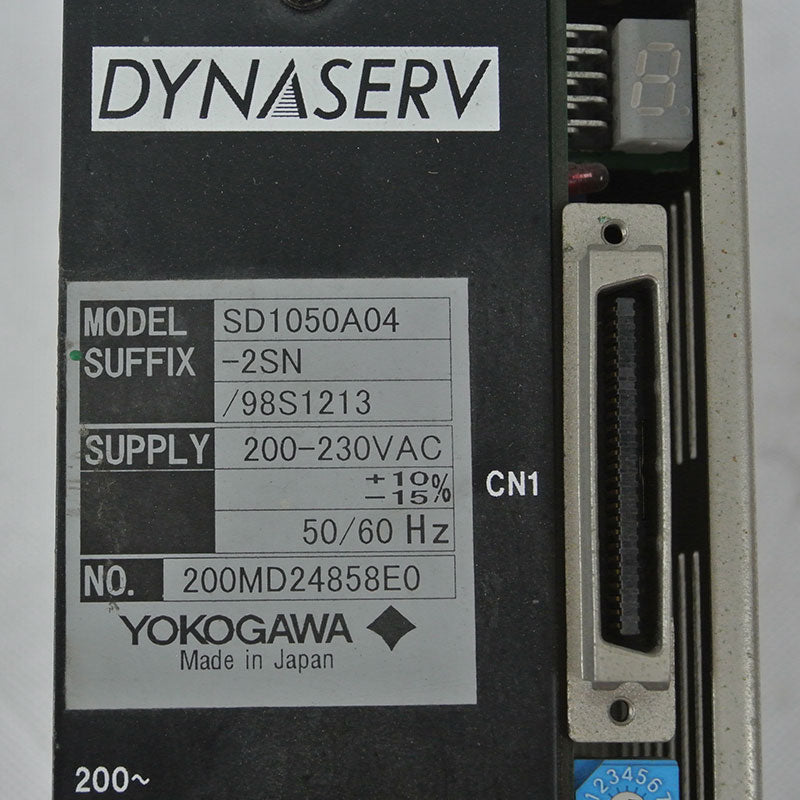 DYNASERV
MODEL SD1050A04
SUFFIX -2SN
/98S1213
SUPPLY 200-230VAC
+10%
-15%
50/60 Hz
NO. 200MD24858E0
YOKOGAWA
Made in Japan
CN1
200~
1234567